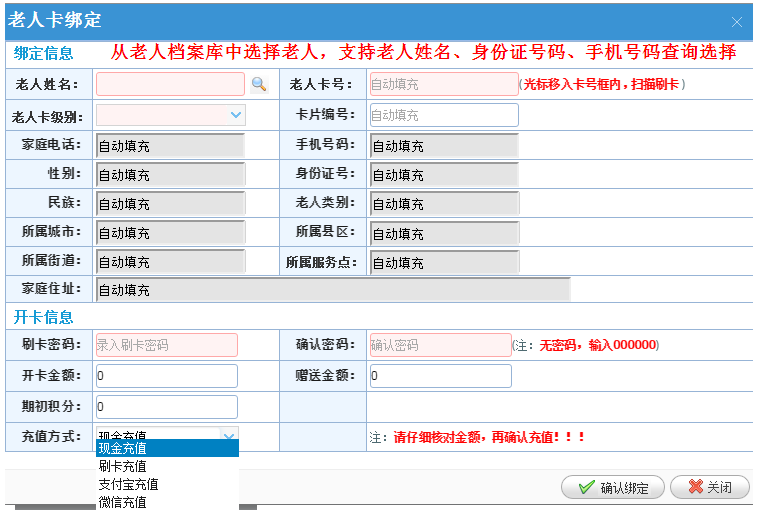 老人卡绑定
绑定信息 从老人档案库中选择老人，支持老人姓名、身份证号码、手机号码查询选择
老人姓名： 老人卡号： 自动填充 (光标移入卡号框内，扫描刷卡)
老人卡级别： 卡片编号： 自动填充
家庭电话： 自动填充 手机号码： 自动填充
性别： 自动填充 身份证号： 自动填充
民族： 自动填充 老人类别： 自动填充
所属城市： 自动填充 所属县区： 自动填充
所属街道： 自动填充 所属服务点： 自动填充
家庭住址： 自动填充
开卡信息
刷卡密码： 录入刷卡密码 确认密码： 确认密码 (注：无密码，输入000000)
开卡金额： 0 赠送金额： 0
期初积分： 0
充值方式： 现金充值 注：请仔细核对金额，再确认充值！！！
现金充值
刷卡充值
支付宝充值
微信充值
确认绑定 关闭